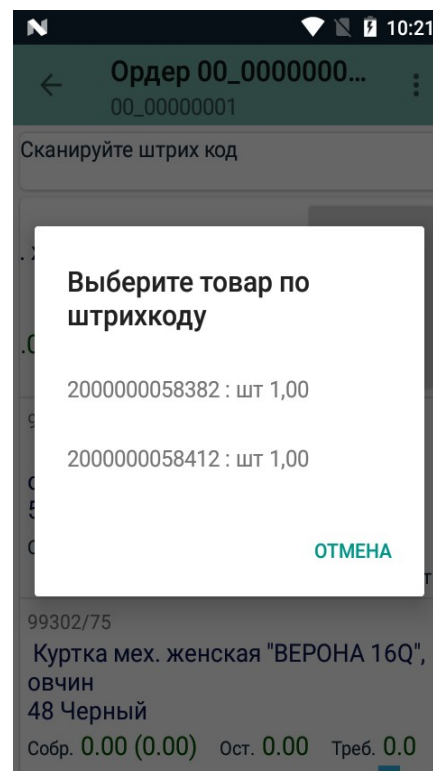 10:21
Ордер 00_0000000...
00_00000001
Сканируйте штрих код
Выберите товар по
штрихкоду
2000000058382 : шт 1,00
2000000058412 : шт 1,00
ОТМЕНА
99302/75
Куртка мех. женская "ВЕРОНА 16Q",
овчин
48 Черный
Собр. 0.00 (0.00) Ост. 0.00 Треб. 0.0